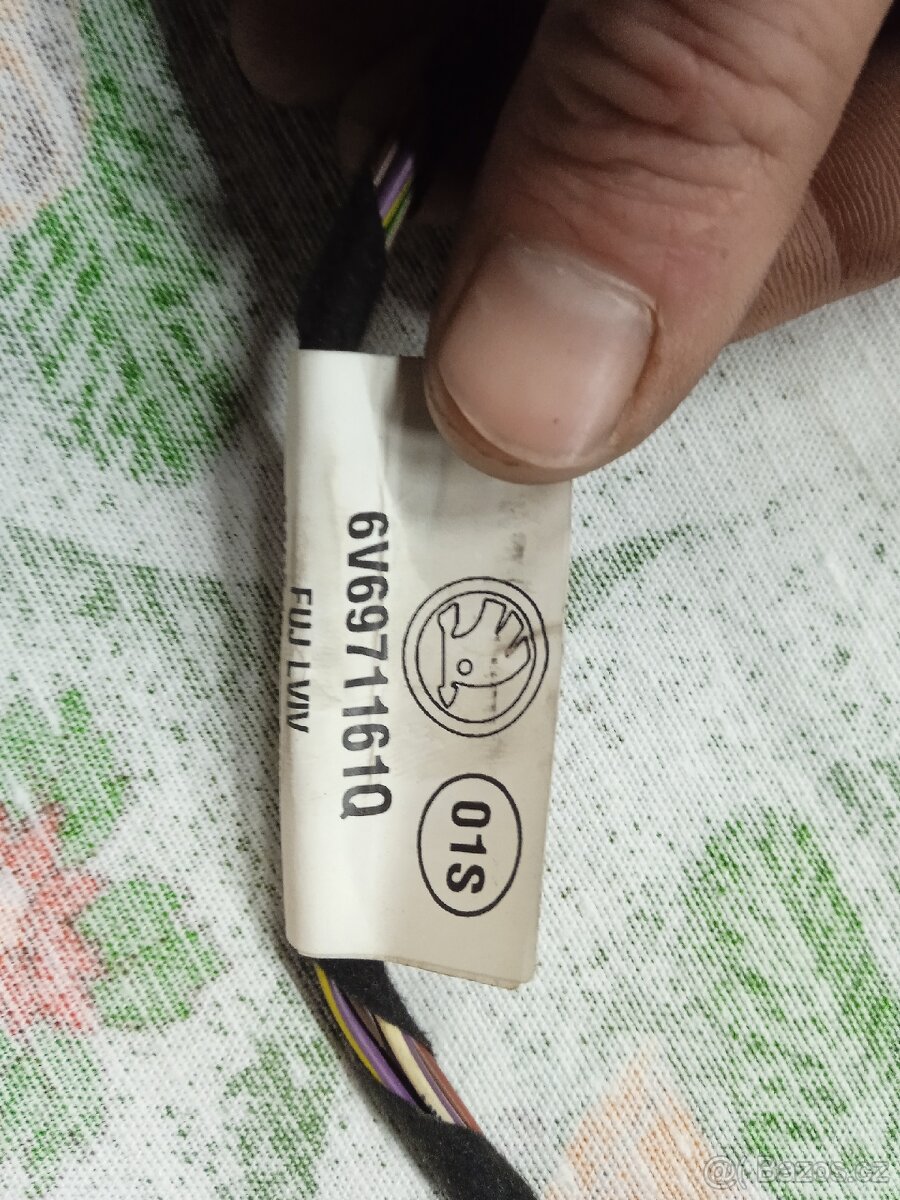 01S
6V6971161Q
FUJ LVIV
Bazos.cz